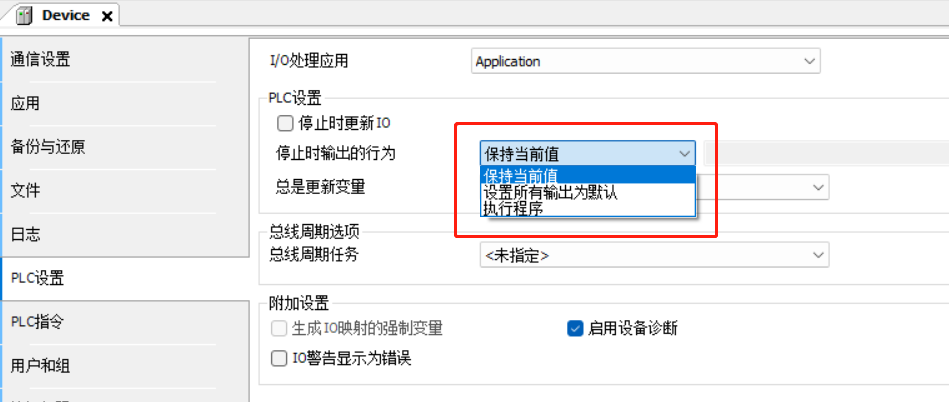 Device
通信设置
应用
备份与还原
文件
日志
PLC设置
PLC指令
用户和组
I/O处理应用 Application
PLC设置
停止时更新IO
停止时输出的行为 保持当前值
保持当前值
设置所有输出为默认
执行程序
总是更新变量
总线周期选项
总线周期任务 <未指定>
附加设置
生成IO映射的强制变量 启用设备诊断
IO警告显示为错误